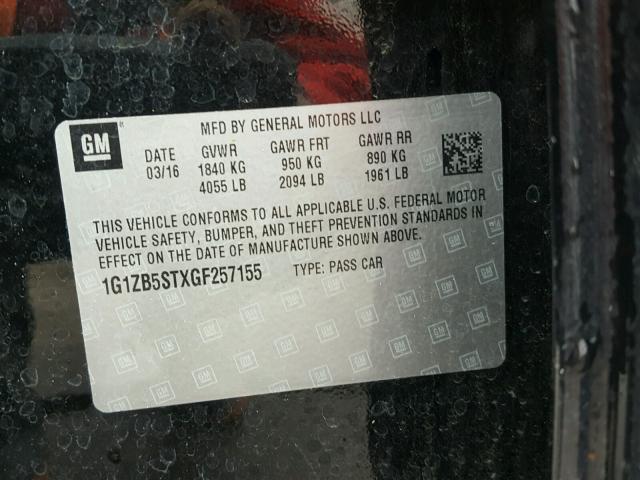 GM
MFD BY GENERAL MOTORS LLC
DATE GVWR GAWR FRT GAWR RR
03/16 1840 KG 950 KG 890 KG
4055 LB 2094 LB 1961 LB
THIS VEHICLE CONFORMS TO ALL APPLICABLE U.S. FEDERAL MOTOR
VEHICLE SAFETY, BUMPER, AND THEFT PREVENTION STANDARDS IN
EFFECT ON THE DATE OF MANUFACTURE SHOWN ABOVE.
1G1ZB5STXGF257155 TYPE: PASS CAR